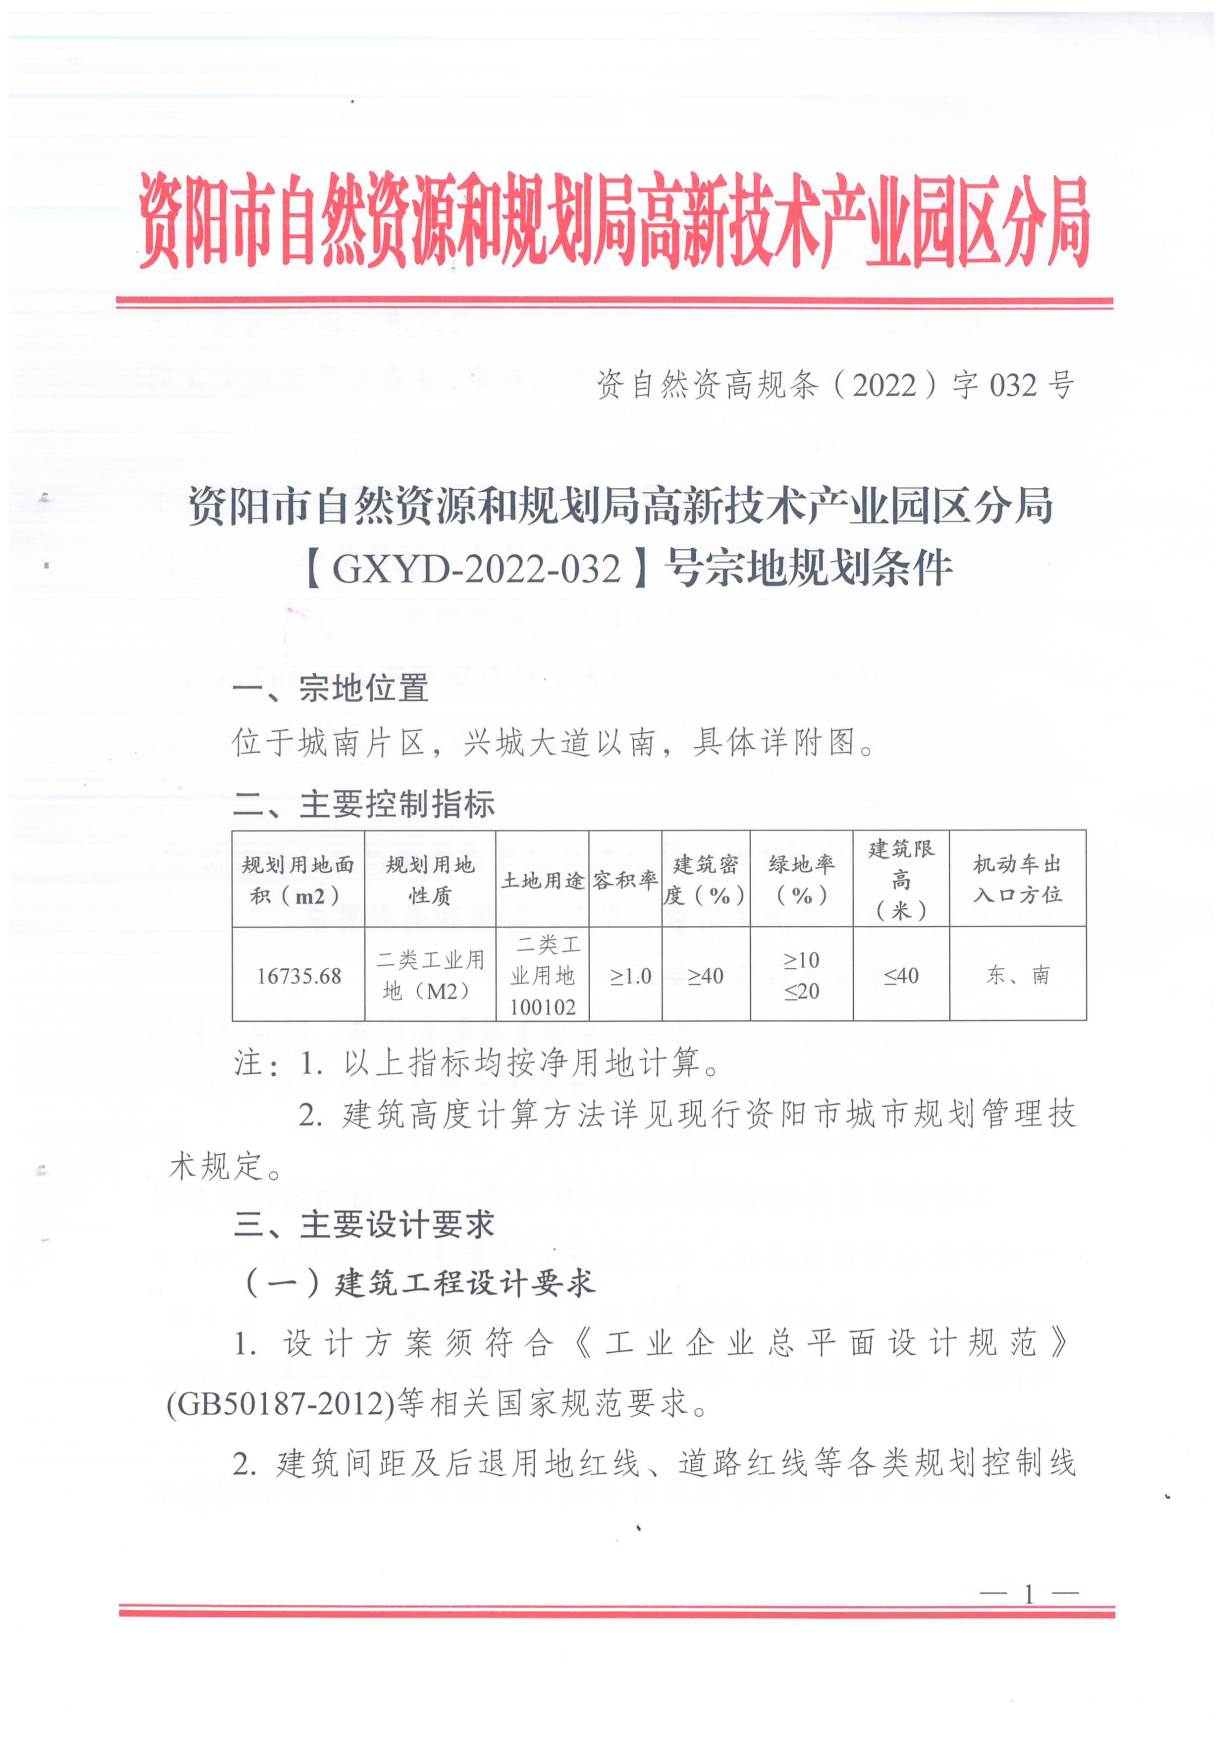 资阳市自然资源和规划局高新技术产业园区分局
资自然资高规条（2022）字 032 号
资阳市自然资源和规划局高新技术产业园区分局
【GXYD-2022-032】号宗地规划条件
一、宗地位置
位于城南片区，兴城大道以南，具体详附图。
二、主要控制指标
规划用地面积（m2） 规划用地性质 土地用途 容积率 建筑密度（%） 绿地率（%） 建筑限高（米） 机动车出入口方位
16735.68 二类工业用地（M2） 二类工业用地100102 ≥1.0 ≥40 ≥10 ≤20 ≤40 东、南
注：1. 以上指标均按净用地计算。
2. 建筑高度计算方法详见现行资阳市城市规划管理技
术规定。
三、主要设计要求
（一）建筑工程设计要求
1. 设计方案须符合《工业企业总平面设计规范》
(GB50187-2012)等相关国家规范要求。
2. 建筑间距及后退用地红线、道路红线等各类规划控制线
— 1 —